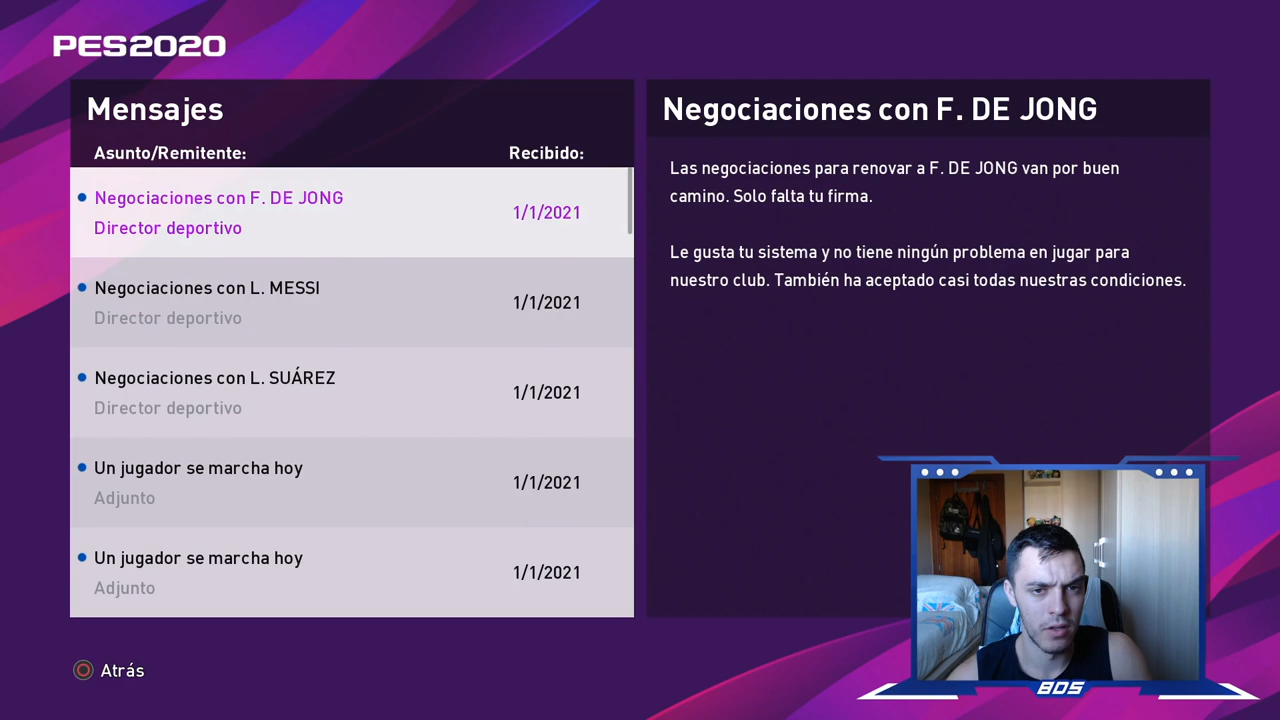 PES2020
Mensajes
Asunto/Remitente: Recibido:
Negociaciones con F. DE JONG
Director deportivo
1/1/2021
Negociaciones con L. MESSI
Director deportivo
1/1/2021
Negociaciones con L. SUÁREZ
Director deportivo
1/1/2021
Un jugador se marcha hoy
Adjunto
1/1/2021
Un jugador se marcha hoy
Adjunto
1/1/2021
Negociaciones con F. DE JONG
Las negociaciones para renovar a F. DE JONG van por buen
camino. Solo falta tu firma.
Le gusta tu sistema y no tiene ningún problema en jugar para
nuestro club. También ha aceptado casi todas nuestras condiciones.
Atrás
BDS